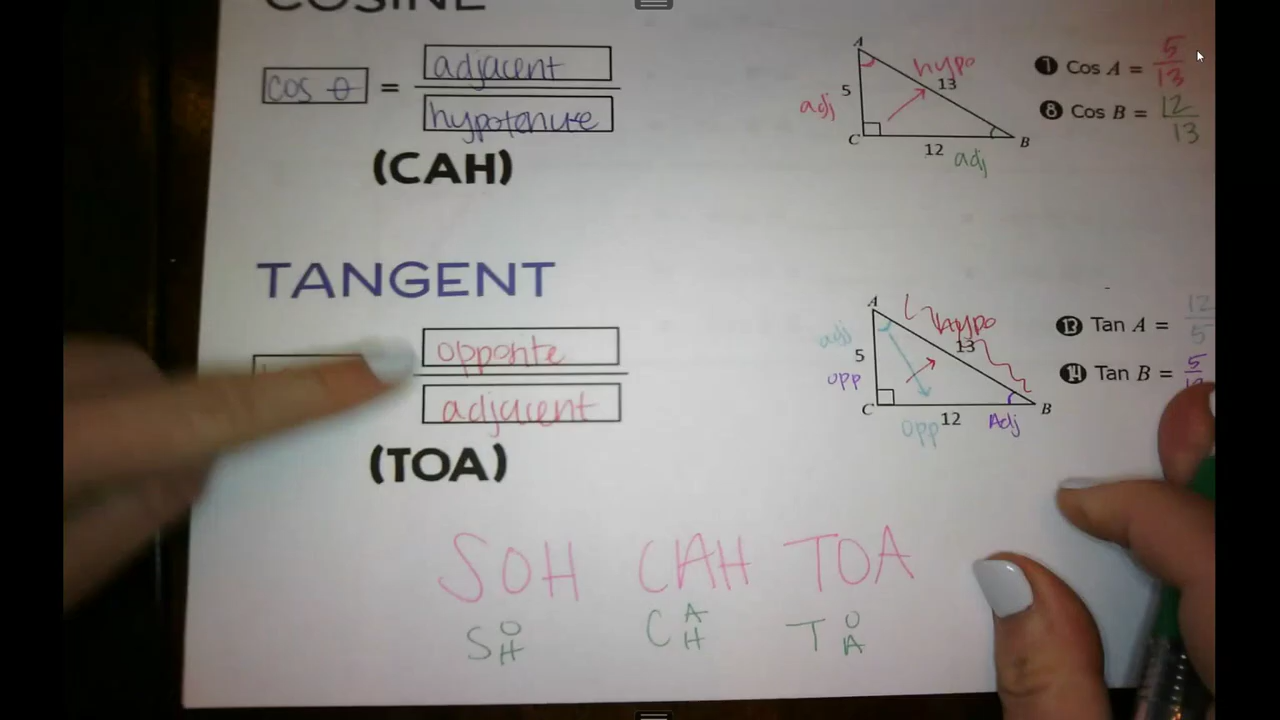 COSINE
cos θ = adjacent
hypotenuse
(CAH)
A
hypo
5
13
adj
C
12
adj
B
7 Cos A = 5/13
8 Cos B = 12/13
TANGENT
opposite
adjacent
(TOA)
A
hypo
adj
5
13
opp
C
12
B
opp
Adj
13 Tan A = 12/5
14 Tan B = 5
SOH CAH TOA
S O/H C A/H T O/A